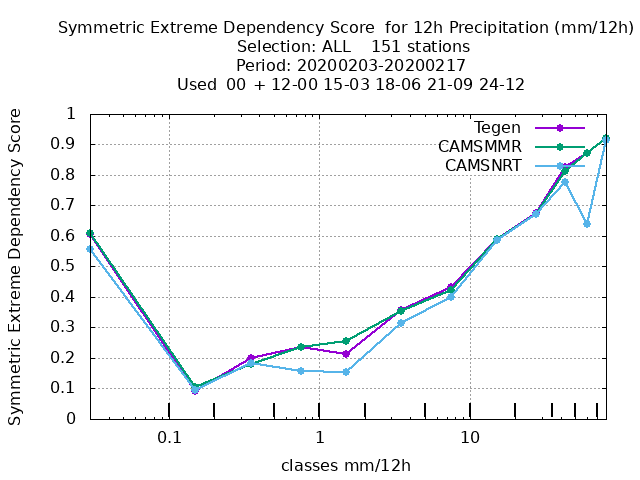 Symmetric Extreme Dependency Score  for 12h Precipitation (mm/12h)
Selection: ALL    151 stations
Period: 20200203-20200217
Used  00 + 12-00 15-03 18-06 21-09 24-12
Symmetric Extreme Dependency Score
1
0.9
0.8
0.7
0.6
0.5
0.4
0.3
0.2
0.1
0
Tegen
CAMSMMR
CAMSNRT
0.1 1 10
classes mm/12h